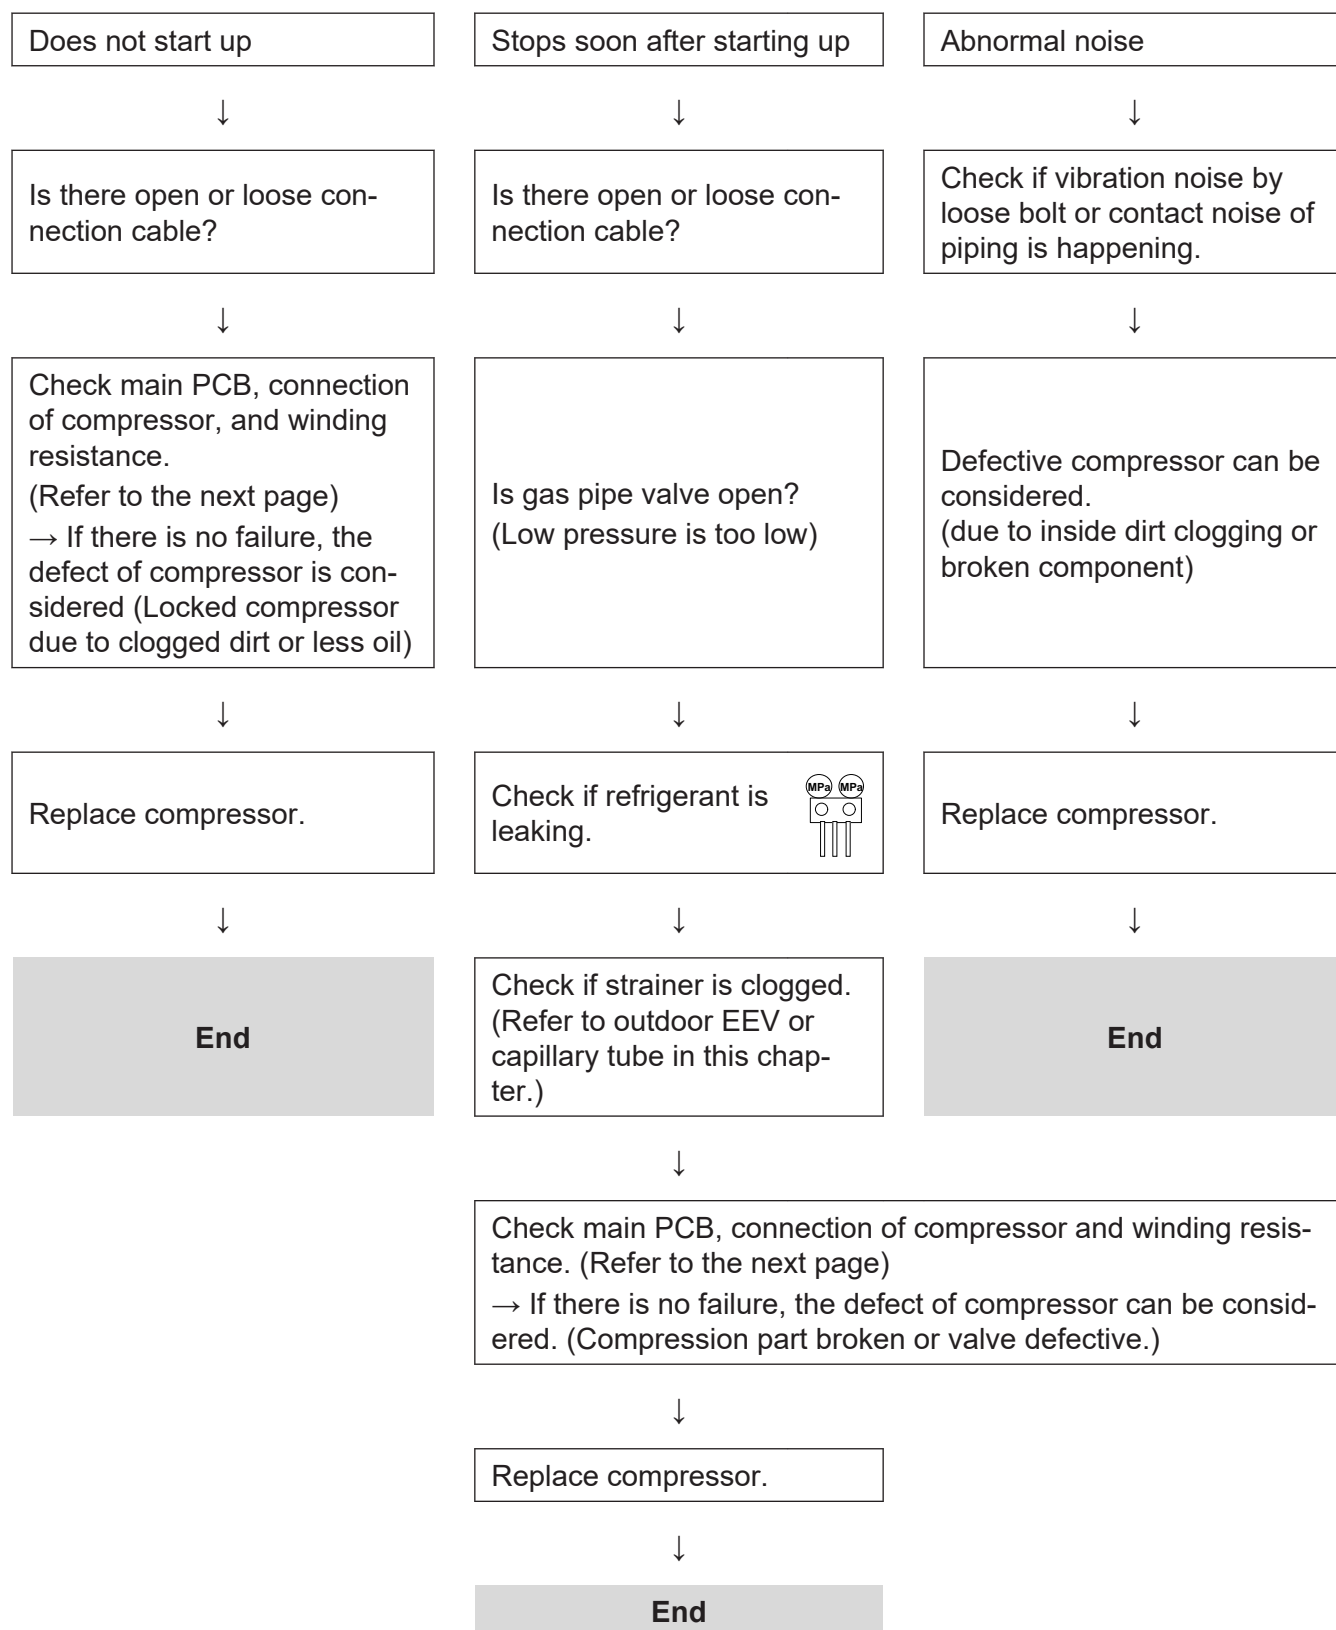 Does not start up
Stops soon after starting up
Abnormal noise
↓
↓
↓
Is there open or loose con-
nection cable?
Is there open or loose con-
nection cable?
Check if vibration noise by
loose bolt or contact noise of
piping is happening.
↓
↓
↓
Check main PCB, connection
of compressor, and winding
resistance.
(Refer to the next page)
→ If there is no failure, the
defect of compressor is con-
sidered (Locked compressor
due to clogged dirt or less oil)
Is gas pipe valve open?
(Low pressure is too low)
Defective compressor can be
considered.
(due to inside dirt clogging or
broken component)
↓
↓
↓
Replace compressor.
Check if refrigerant is
leaking.
MPa MPa
Replace compressor.
↓
↓
↓
End
Check if strainer is clogged.
(Refer to outdoor EEV or
capillary tube in this chap-
ter.)
End
↓
Check main PCB, connection of compressor and winding resis-
tance. (Refer to the next page)
→ If there is no failure, the defect of compressor can be consid-
ered. (Compression part broken or valve defective.)
↓
Replace compressor.
↓
End